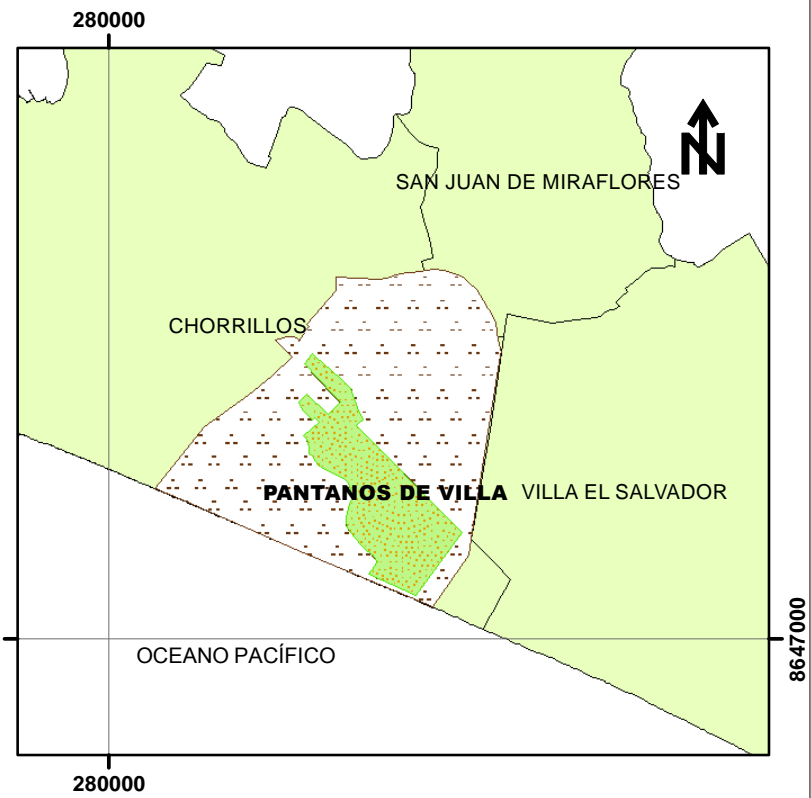 280000
N
SAN JUAN DE MIRAFLORES
CHORRILLOS
PANTANOS DE VILLA
VILLA EL SALVADOR
8647000
OCEANO PACÍFICO
280000